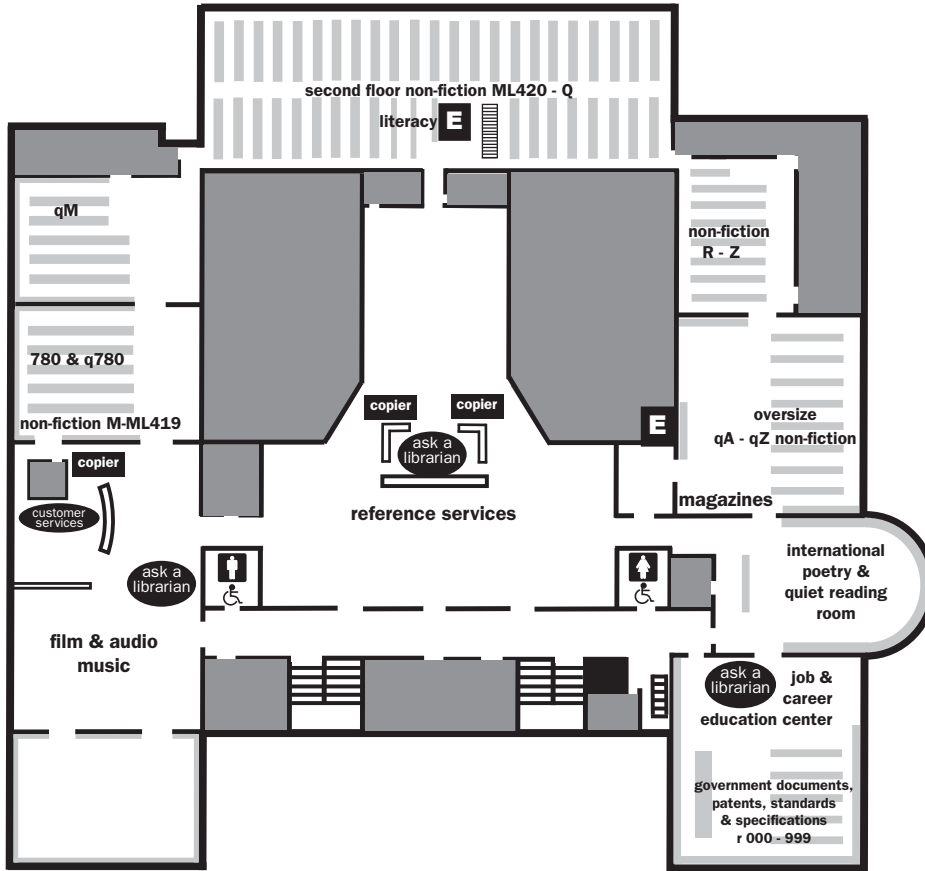 second floor non-fiction ML420 - Q
literacy
E
qM
non-fiction
R - Z
780 & q780
non-fiction M-ML419
copier
copier
ask a
librarian
E
oversize
qA - qZ non-fiction
copier
customer
services
reference services
magazines
ask a
librarian
international
poetry &
quiet reading
room
film & audio
music
ask a
librarian
job &
career
education center
government documents,
patents, standards
& specifications
r 000 - 999